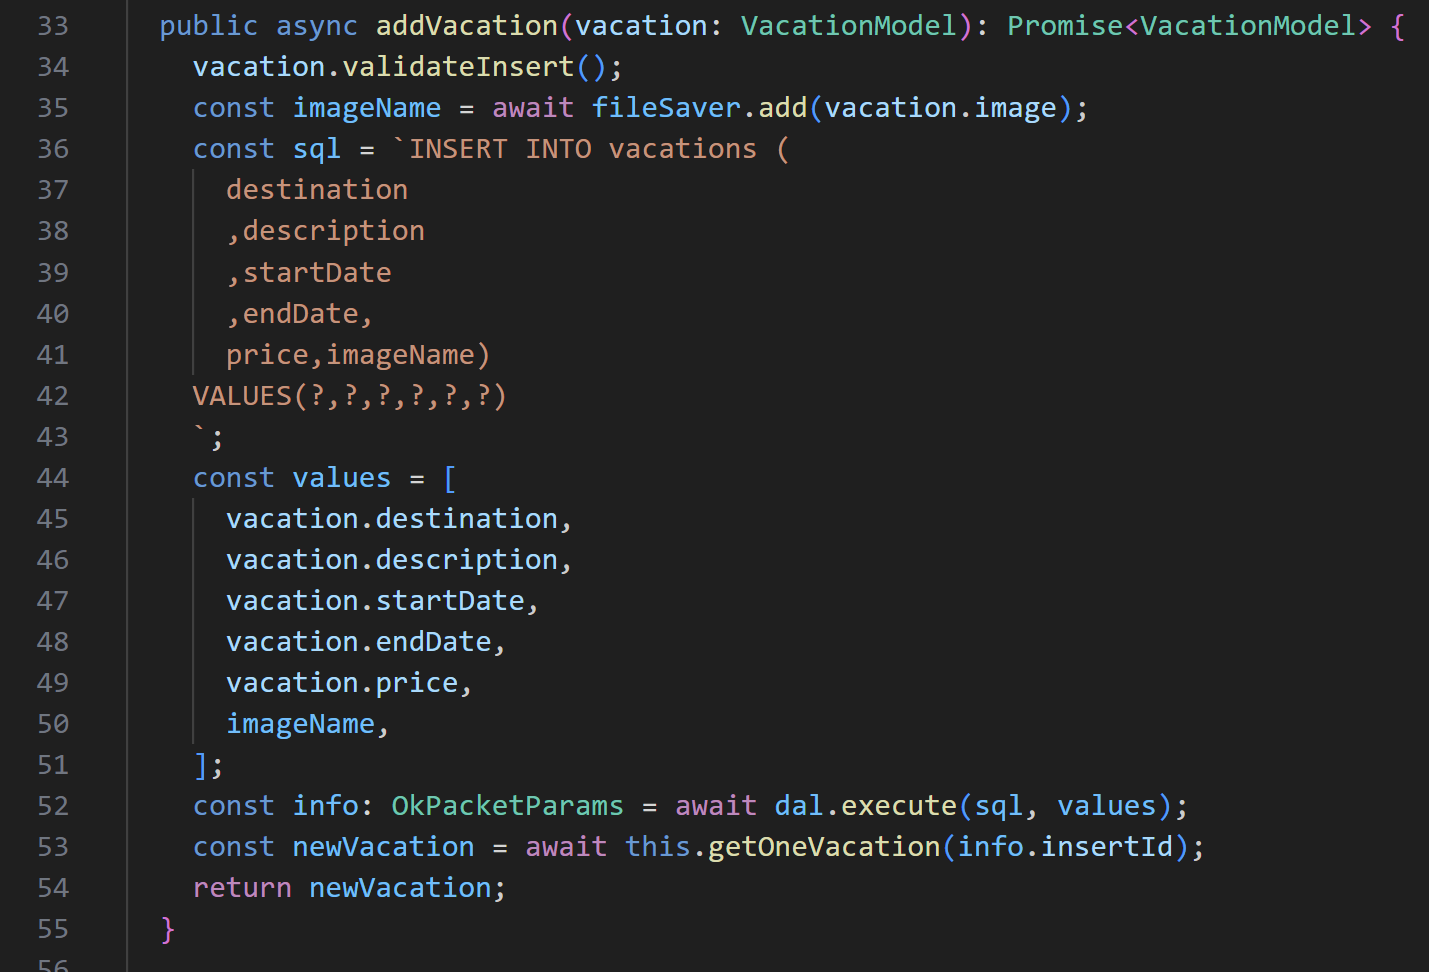 33 public async addVacation(vacation: VacationModel): Promise<VacationModel> {
34 vacation.validateInsert();
35 const imageName = await fileSaver.add(vacation.image);
36 const sql = `INSERT INTO vacations (
37 destination
38 ,description
39 ,startDate
40 ,endDate,
41 price,imageName)
42 VALUES(?,?,?,?,?,?)
43 `;
44 const values = [
45 vacation.destination,
46 vacation.description,
47 vacation.startDate,
48 vacation.endDate,
49 vacation.price,
50 imageName,
51 ];
52 const info: OkPacketParams = await dal.execute(sql, values);
53 const newVacation = await this.getOneVacation(info.insertId);
54 return newVacation;
55 }
56